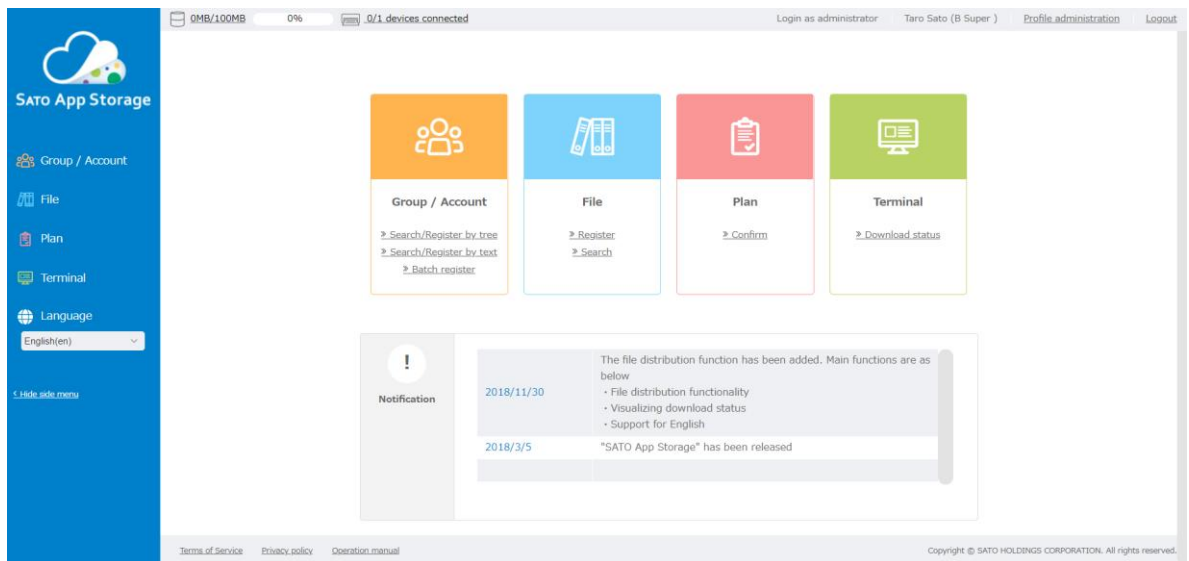 0MB/100MB 0% 0/1 devices connected Login as administrator Taro Sato (B Super ) Profile administration Logout
SATO App Storage
Group / Account
File
Plan
Terminal
Language
English(en)
< Hide side menu
Group / Account
» Search/Register by tree
» Search/Register by text
» Batch register
File
» Register
» Search
Plan
» Confirm
Terminal
» Download status
!
Notification
2018/11/30
The file distribution function has been added. Main functions are as
below
・File distribution functionality
・Visualizing download status
・Support for English
2018/3/5 "SATO App Storage" has been released
Terms of Service Privacy policy Operation manual Copyright © SATO HOLDINGS CORPORATION. All rights reserved.